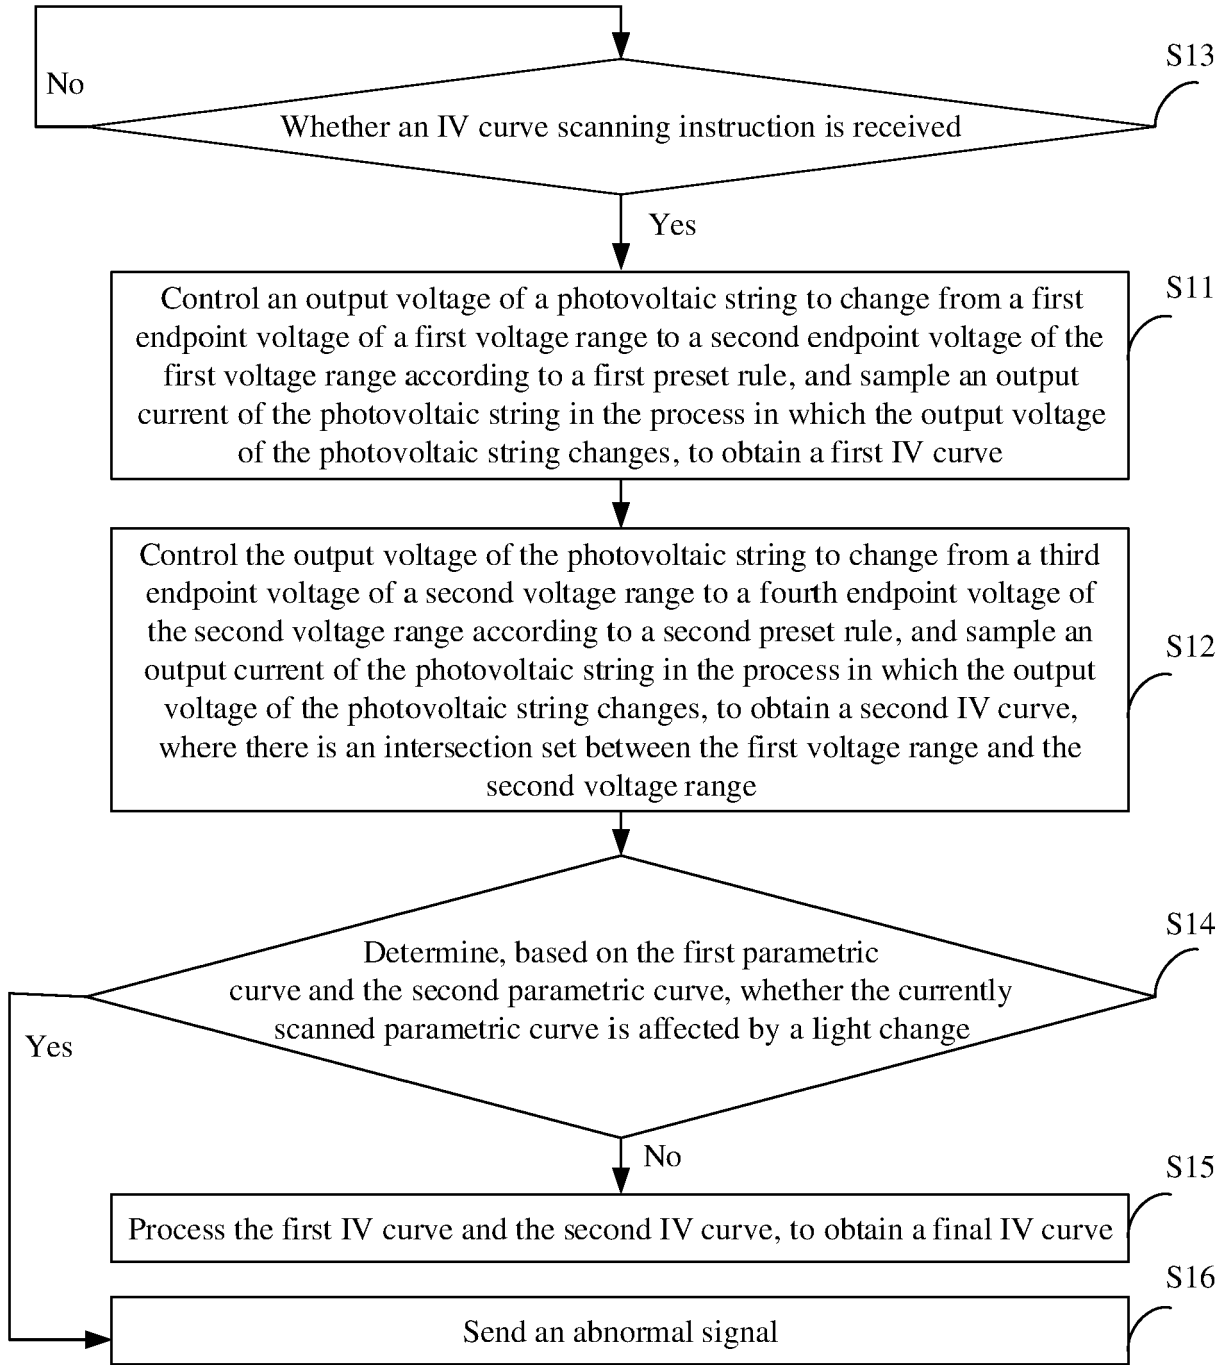 S13
No
Whether an IV curve scanning instruction is received
Yes
S11
Control an output voltage of a photovoltaic string to change from a first
endpoint voltage of a first voltage range to a second endpoint voltage of the
first voltage range according to a first preset rule, and sample an output
current of the photovoltaic string in the process in which the output voltage
of the photovoltaic string changes, to obtain a first IV curve
Control the output voltage of the photovoltaic string to change from a third
endpoint voltage of a second voltage range to a fourth endpoint voltage of
the second voltage range according to a second preset rule, and sample an
S12
output current of the photovoltaic string in the process in which the output
voltage of the photovoltaic string changes, to obtain a second IV curve,
where there is an intersection set between the first voltage range and the
second voltage range
S14
Determine, based on the first parametric
curve and the second parametric curve, whether the currently
scanned parametric curve is affected by a light change
Yes
No
S15
Process the first IV curve and the second IV curve, to obtain a final IV curve
S16
Send an abnormal signal